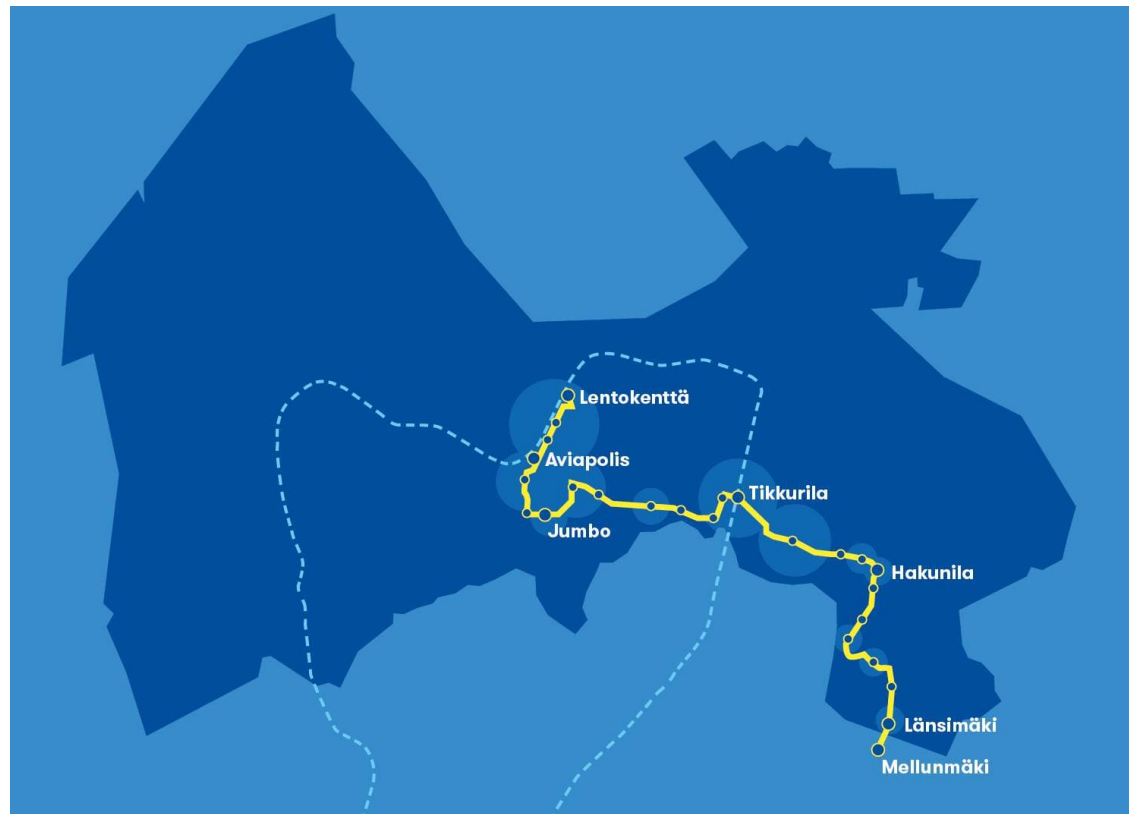 Lentokenttä
Aviapolis
Tikkurila
Jumbo
Hakunila
Länsimäki
Mellunmäki